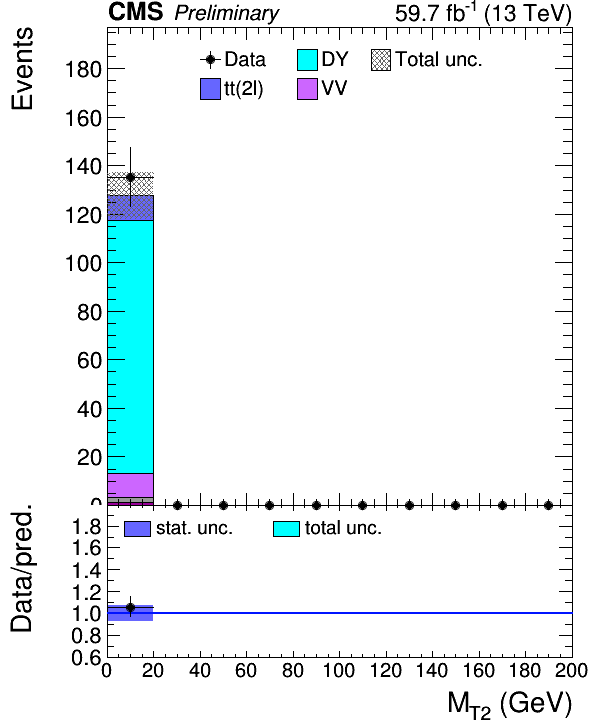 CMS Preliminary 59.7 fb⁻¹ (13 TeV)
Events
Data DY Total unc.
tt(2l) VV
180
160
140
120
100
80
60
40
20
0
Data/pred.
stat. unc. total unc.
1.8
1.6
1.4
1.2
1.0
0.8
0.6
0 20 40 60 80 100 120 140 160 180 200
M_T2 (GeV)